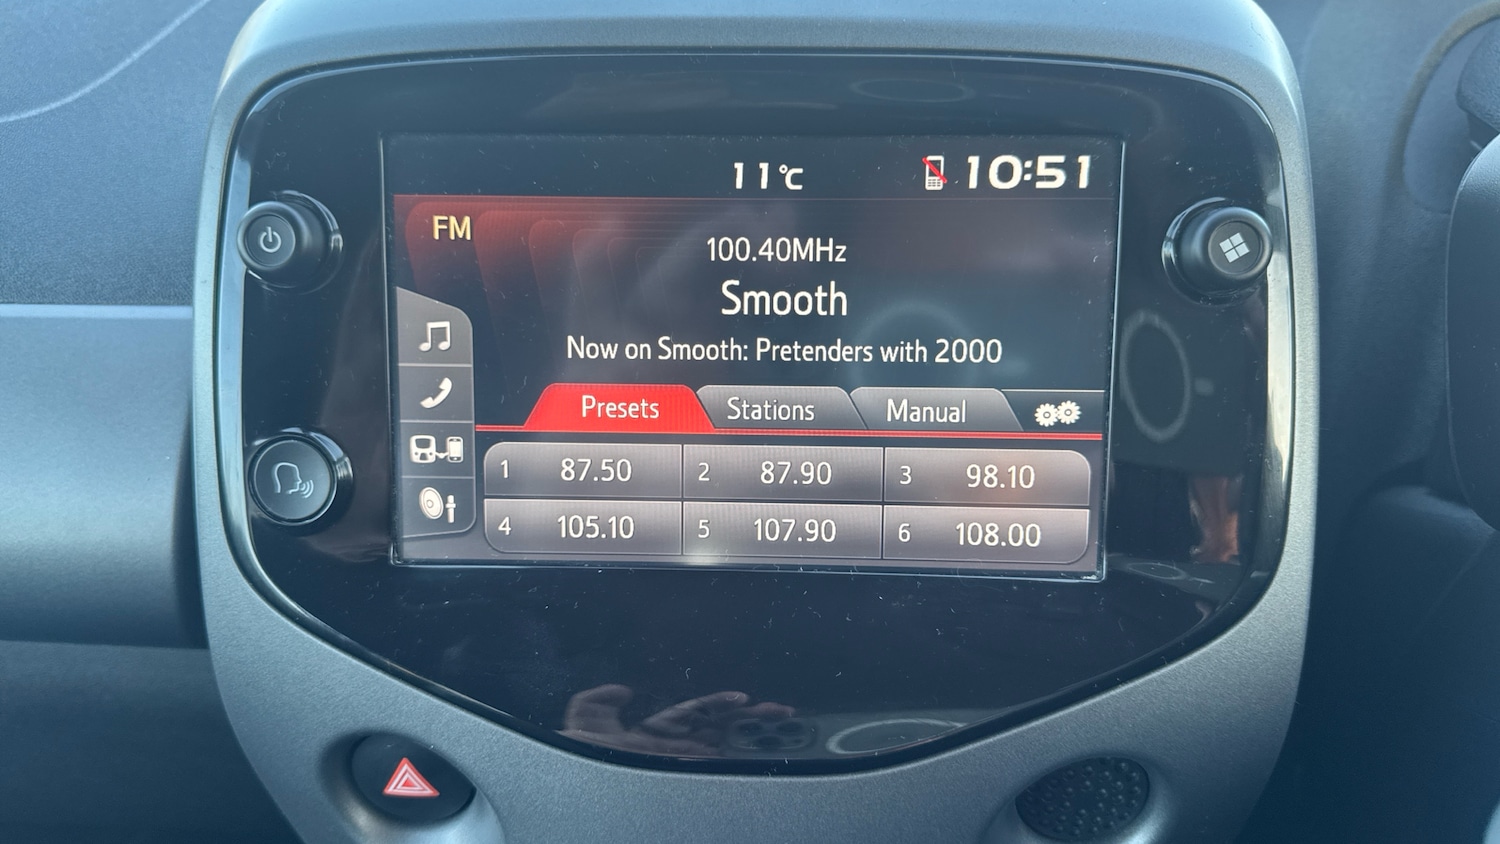 11°C 10:51
FM
100.40MHz
Smooth
Now on Smooth: Pretenders with 2000
Presets Stations Manual
1 87.50 2 87.90 3 98.10
4 105.10 5 107.90 6 108.00